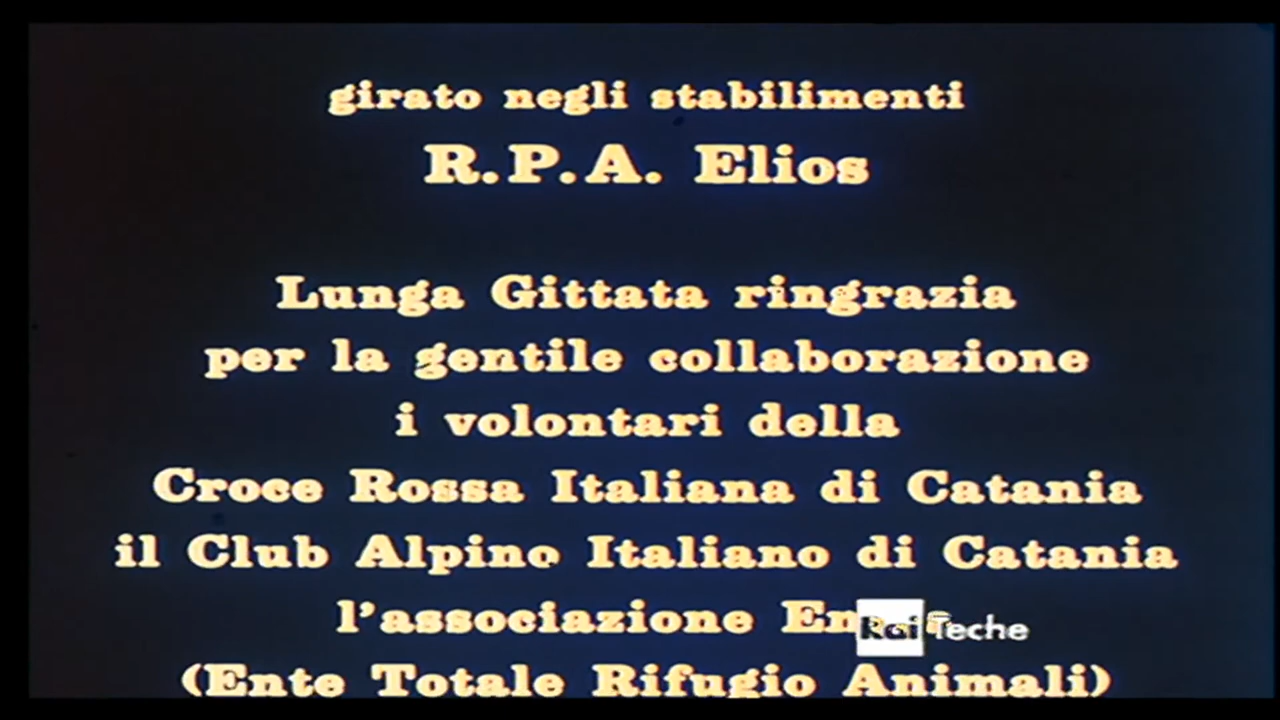 girato negli stabilimenti
R.P.A. Elios
Lunga Gittata ringrazia
per la gentile collaborazione
i volontari della
Croce Rossa Italiana di Catania
il Club Alpino Italiano di Catania
l'associazione
Rai Teche
(Ente Totale Rifugio Animali)